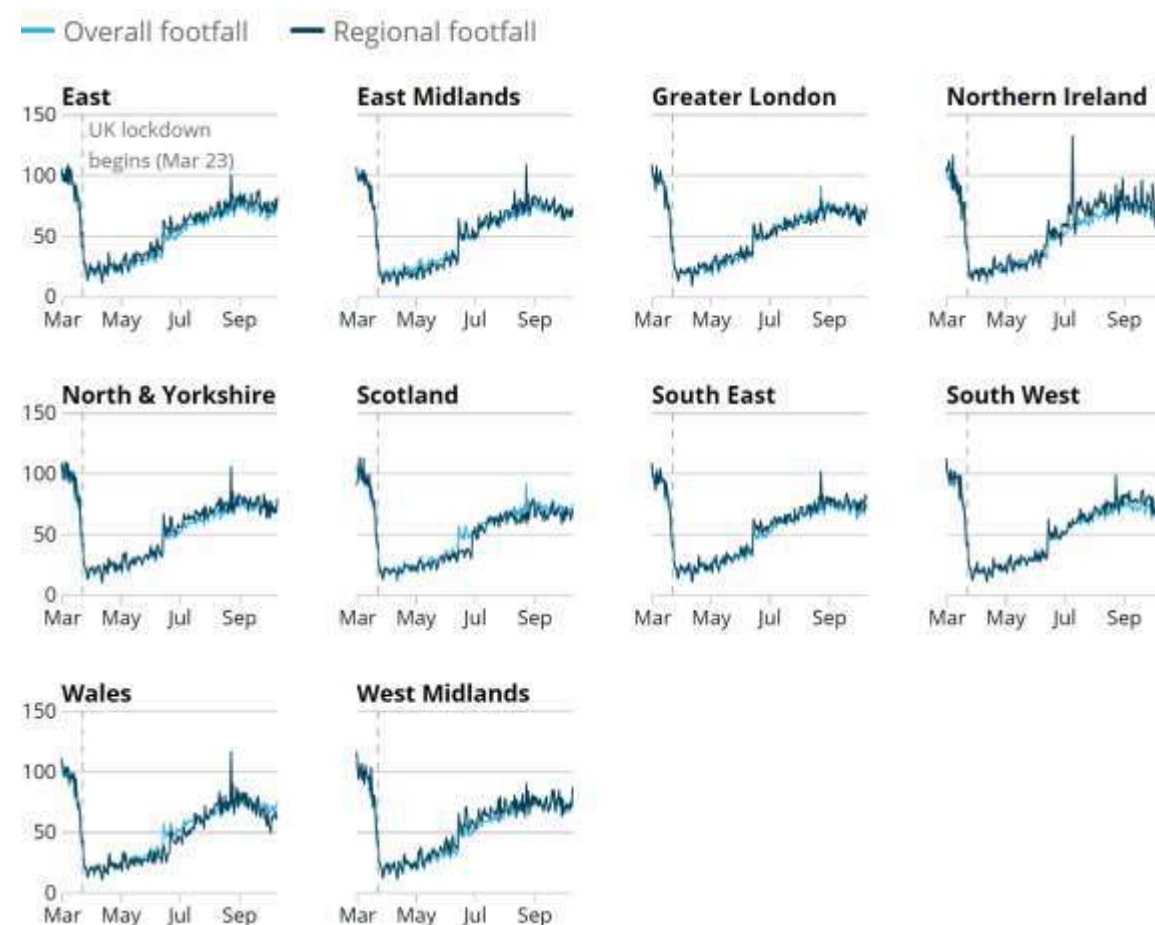 Overall footfall Regional footfall
East East Midlands Greater London Northern Ireland
150
UK lockdown
begins (Mar 23)
100
50
0
Mar May Jul Sep Mar May Jul Sep Mar May Jul Sep Mar May Jul Sep
North & Yorkshire Scotland South East South West
150
100
50
0
Mar May Jul Sep Mar May Jul Sep Mar May Jul Sep Mar May Jul Sep
Wales West Midlands
150
100
50
0
Mar May Jul Sep Mar May Jul Sep